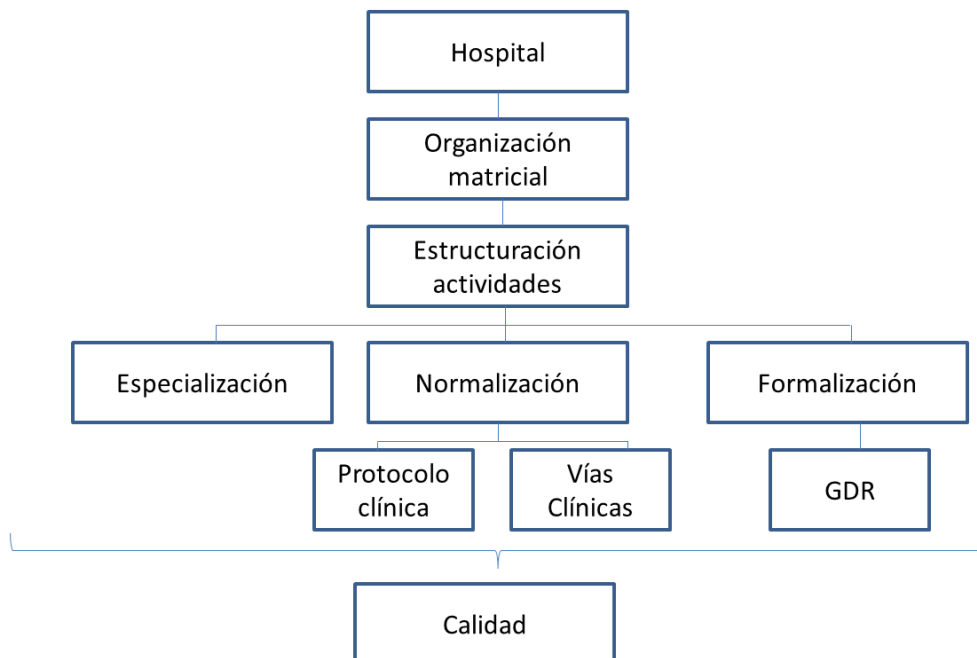 Hospital
Organización
matricial
Estructuración
actividades
Especialización
Normalización
Formalización
Protocolo
clínica
Vías
Clínicas
GDR
Calidad